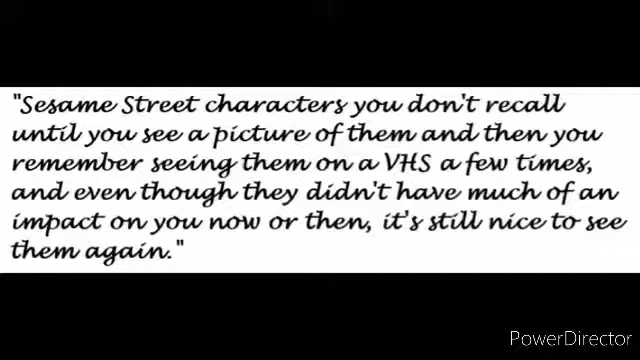 "Sesame Street characters you don't recall
until you see a picture of them and then you
remember seeing them on a VHS a few times,
and even though they didn't have much of an
impact on you now or then, it's still nice to see
them again."
PowerDirector